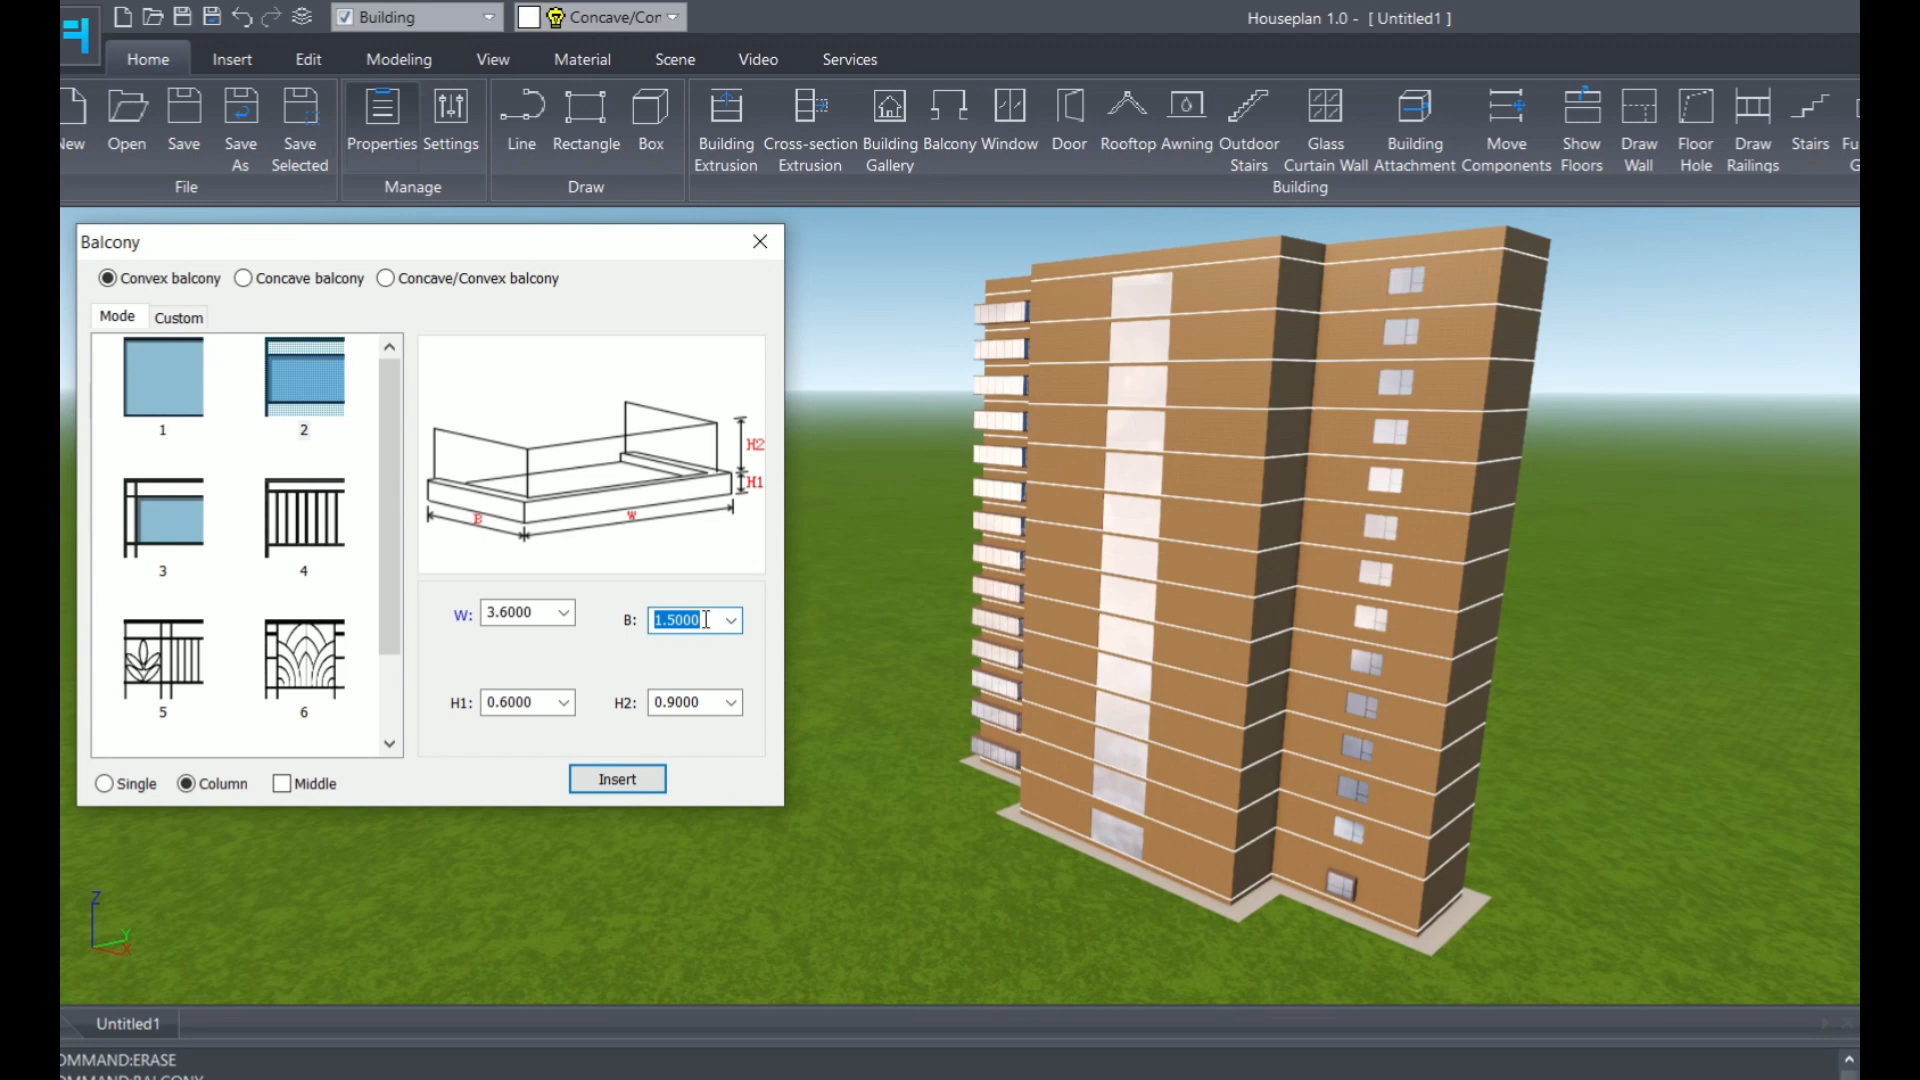 Building
Concave/Cor
Houseplan 1.0 - [ Untitled1 ]
Home Insert Edit Modeling View Material Scene Video Services
New Open Save Save As Save Selected
Properties Settings
Line Rectangle Box
Building Extrusion
Cross-section Extrusion
Building Gallery
Balcony Window Door Rooftop Awning
Outdoor Stairs
Glass Curtain Wall
Building Attachment
Move Components
Show Floors
Draw Wall
Floor Hole
Draw Railings
Stairs
Fu
G
File Manage Draw Building
Balcony
Convex balcony Concave balcony Concave/Convex balcony
Mode Custom
1 2
3 4
5 6
H2
H1
B W
W: 3.6000 B: 1.5000
H1: 0.6000 H2: 0.9000
Single Column Middle Insert
Z
Y
X
Untitled1
OMMAND:ERASE
OMMAND:BALCONY